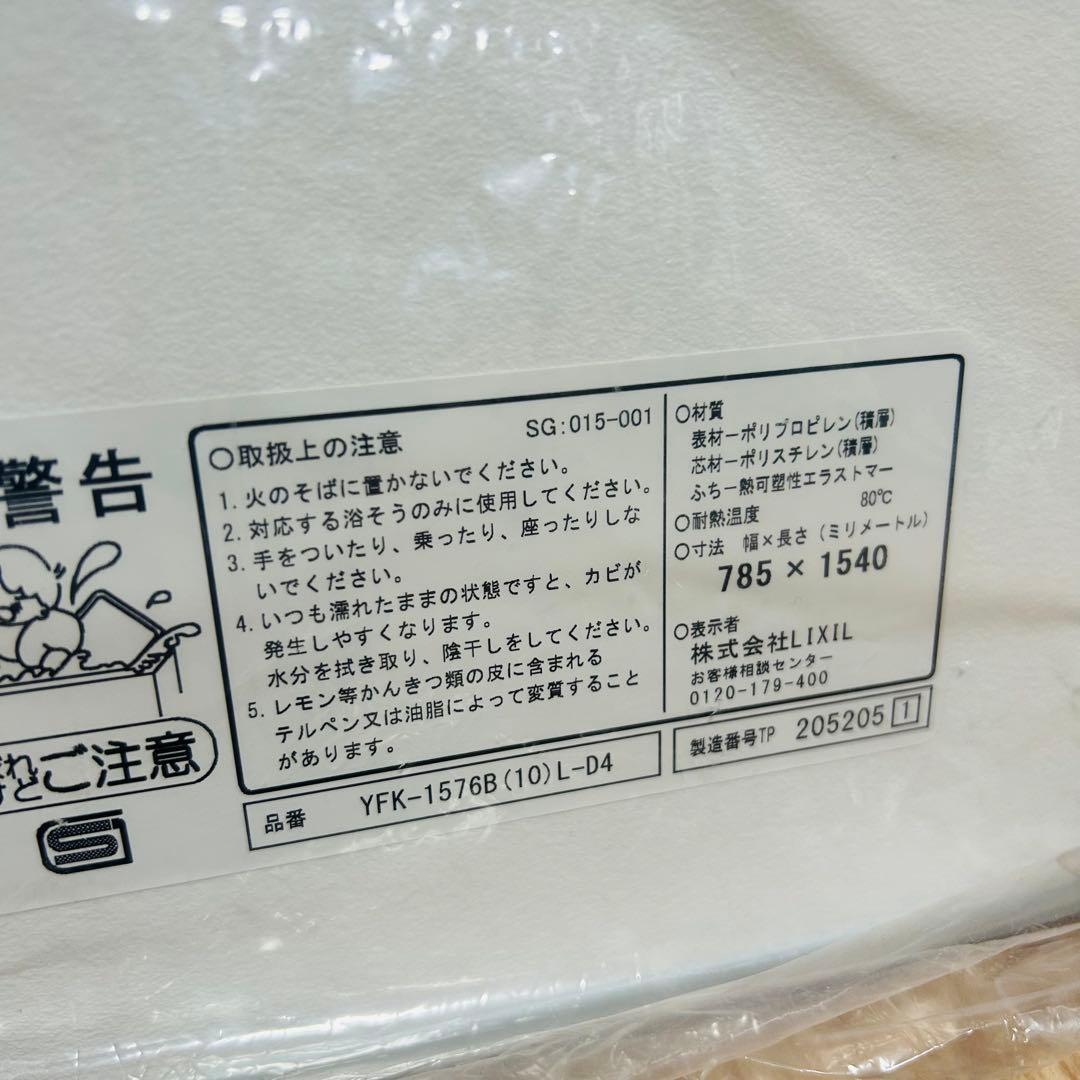 警告
ご注意
○取扱上の注意
SG:015-001
1. 火のそばに置かないでください。
2. 対応する浴そうのみに使用してください。
3. 手をついたり、乗ったり、座ったりしな
いでください。
4. いつも濡れたままの状態ですと、カビが
発生しやすくなります。
水分を拭き取り、陰干しをしてください。
5. レモン等かんきつ類の皮に含まれる
テルペン又は油脂によって変質すること
があります。
○材質
表材ーポリプロピレン(積層)
芯材ーポリスチレン(積層)
ふちー熱可塑性エラストマー
○耐熱温度 80℃
○寸法 幅×長さ (ミリメートル)
785 × 1540
○表示者
株式会社LIXIL
お客様相談センター
0120-179-400
品番 YFK-1576B(10)L-D4
製造番号TP 205205 1